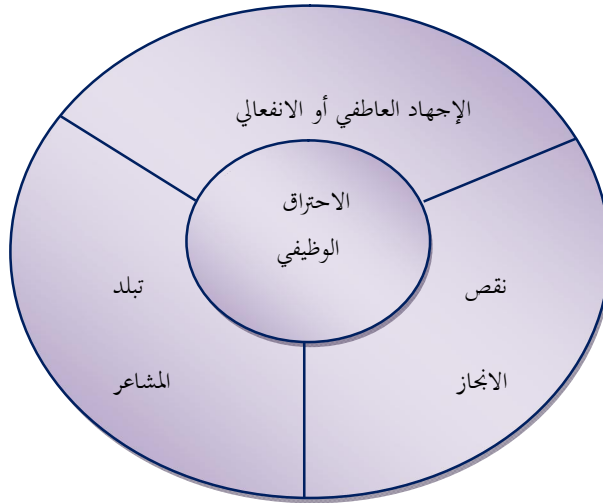 الإجهاد العاطفي أو الانفعالي
الاحتراق
الوظيفي
نقص
الانجاز
تبلد
المشاعر